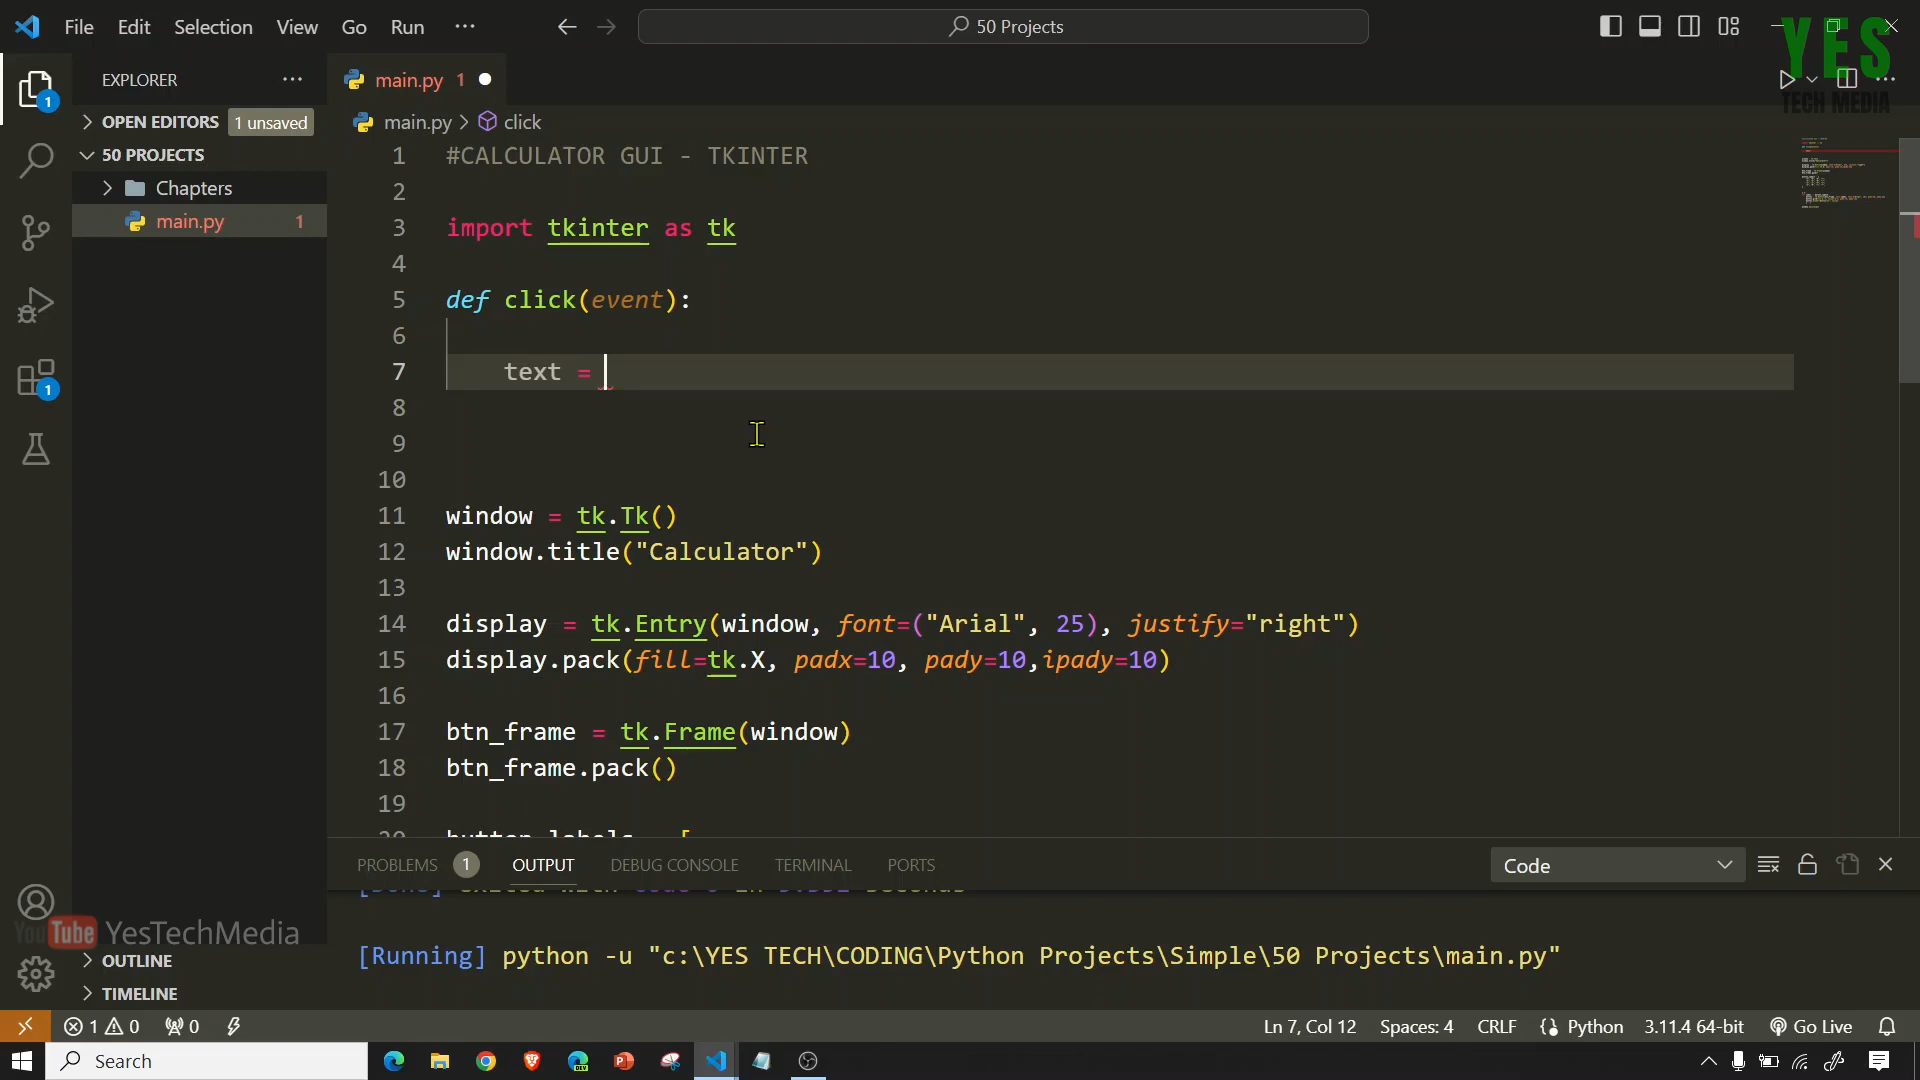 File Edit Selection View Go Run ··· 50 Projects
YES
TECH MEDIA
EXPLORER ···
main.py 1
OPEN EDITORS 1 unsaved
main.py > click
50 PROJECTS
Chapters
main.py 1
1 #CALCULATOR GUI - TKINTER
2
3 import tkinter as tk
4
5 def click(event):
6
7 text =
8
9
10
11 window = tk.Tk()
12 window.title("Calculator")
13
14 display = tk.Entry(window, font=("Arial", 25), justify="right")
15 display.pack(fill=tk.X, padx=10, pady=10,ipady=10)
16
17 btn_frame = tk.Frame(window)
18 btn_frame.pack()
19
20 button_labels = [
PROBLEMS 1 OUTPUT DEBUG CONSOLE TERMINAL PORTS Code
YouTube YesTechMedia
[Running] python -u "c:\YES TECH\CODING\Python Projects\Simple\50 Projects\main.py"
OUTLINE
TIMELINE
1 0 0 Ln 7, Col 12 Spaces: 4 CRLF Python 3.11.4 64-bit Go Live
Search